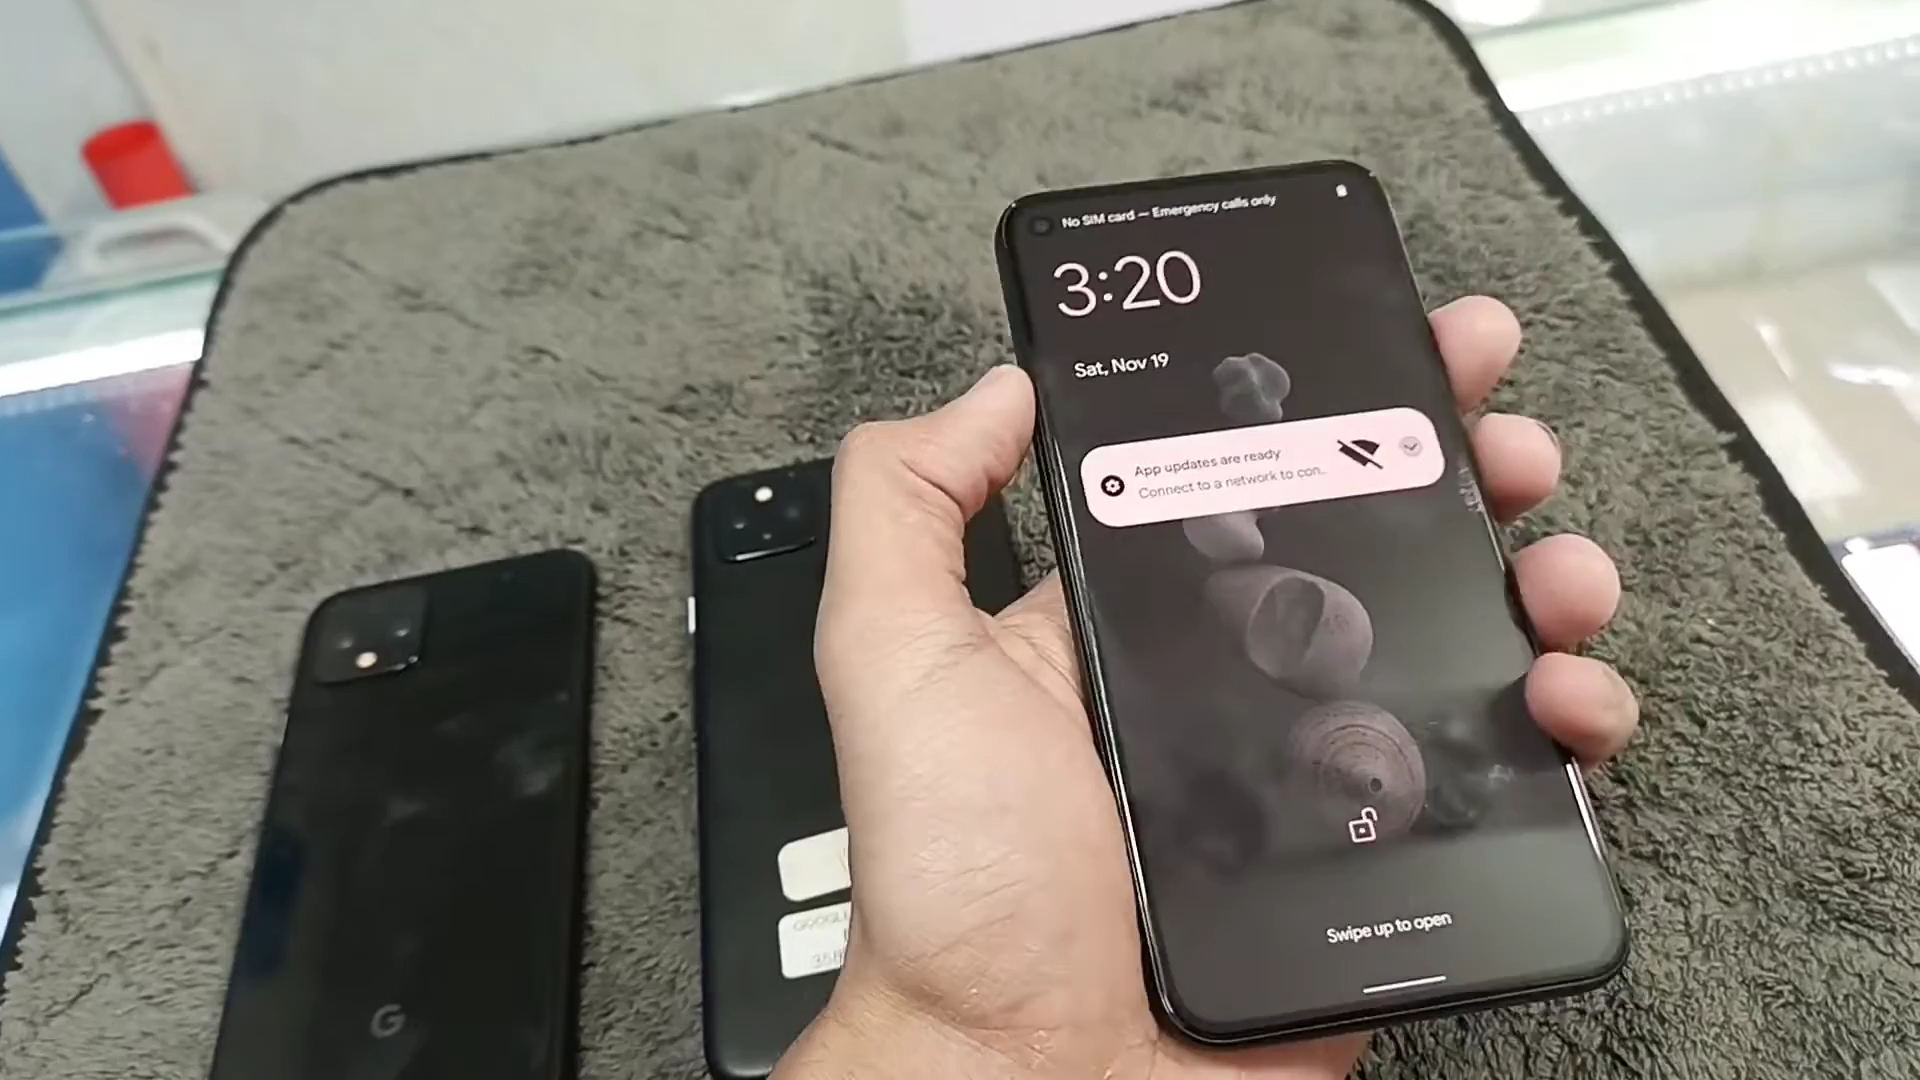 No SIM card — Emergency calls only
3:20
Sat, Nov 19
App updates are ready
Connect to a network to con...
Swipe up to open
G